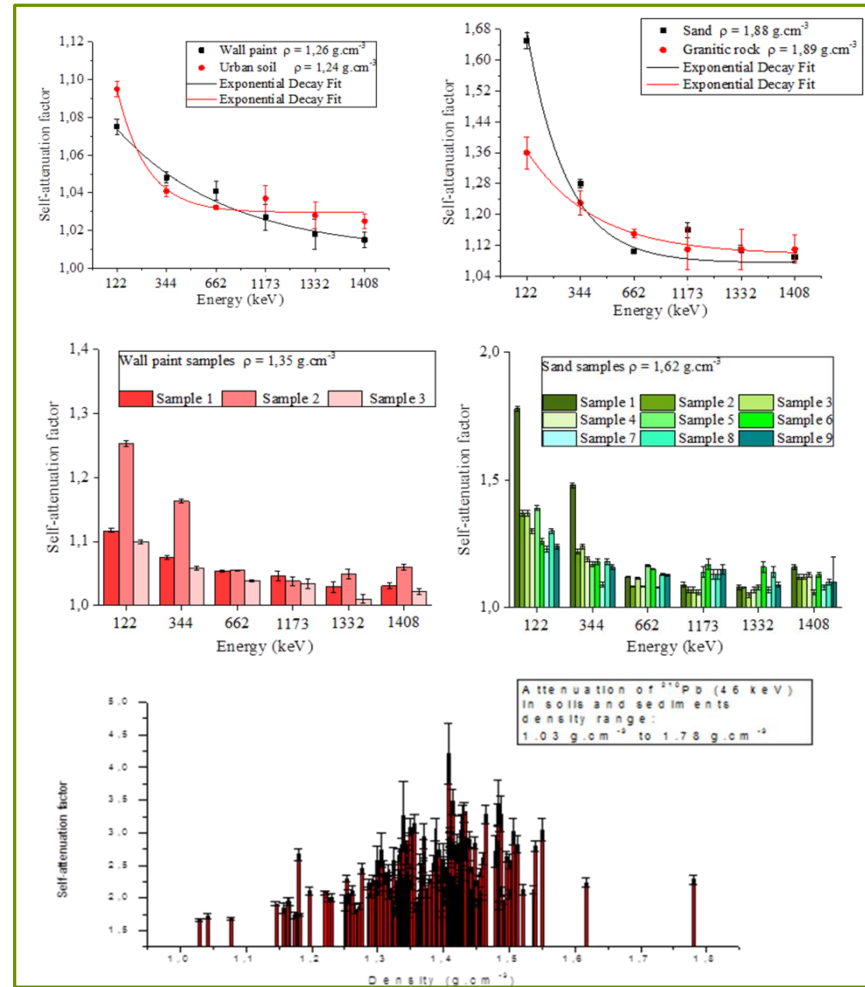 Wall paint ρ = 1,26 g.cm-3
Urban soil ρ = 1,24 g.cm-3
Exponential Decay Fit
Exponential Decay Fit
1,12
1,10
1,08
1,06
1,04
1,02
1,00
Self-attenuation factor
122 344 662 1173 1332 1408
Energy (keV)
Sand ρ = 1,88 g.cm-3
Granitic rock ρ = 1,89 g.cm-3
Exponential Decay Fit
Exponential Decay Fit
1,68
1,60
1,52
1,44
1,36
1,28
1,20
1,12
1,04
Self-attenuation factor
122 344 662 1173 1332 1408
Energy (keV)
Wall paint samples ρ = 1,35 g.cm-3
Sample 1 Sample 2 Sample 3
1,4
1,3
1,2
1,1
1,0
Self-attenuation factor
122 344 662 1173 1332 1408
Energy (keV)
Sand samples ρ = 1,62 g.cm-3
Sample 1 Sample 2 Sample 3
Sample 4 Sample 5 Sample 6
Sample 7 Sample 8 Sample 9
2,0
1,5
1,0
Self-attenuation factor
122 344 662 1173 1332 1408
Energy (keV)
Attenuation of 210Pb (46 keV)
in soils and sediments
density range:
1.03 g.cm-3 to 1.78 g.cm-3
5.0
4.5
4.0
3.5
3.0
2.5
2.0
1.5
Self-attenuation factor
1.0 1.1 1.2 1.3 1.4 1.5 1.6 1.7 1.8
Density (g.cm-3)